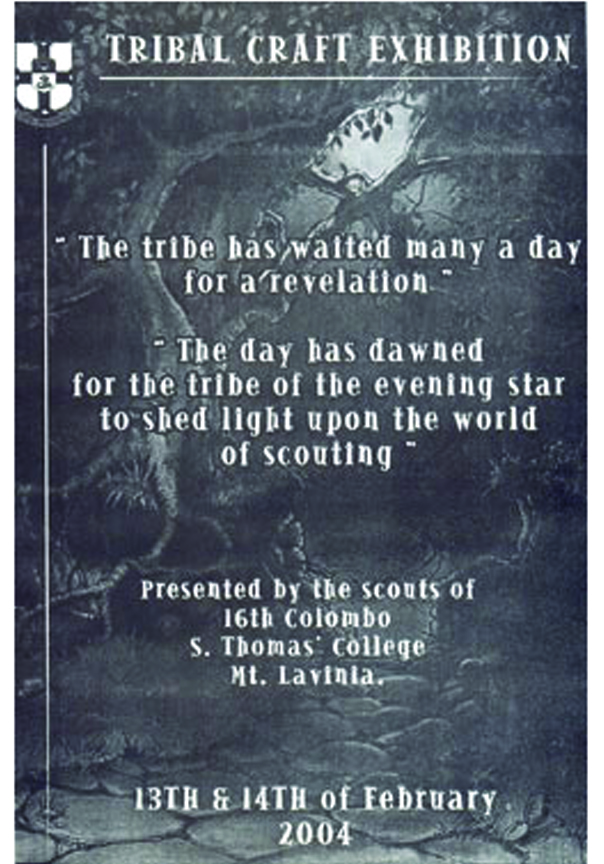 TRIBAL CRAFT EXHIBITION
" The tribe has waited many a day
for a revelation "
" The day has dawned
for the tribe of the evening star
to shed light upon the world
of scouting "
Presented by the scouts of
16th Colombo
S. Thomas' College
Mt. Lavinia.
13TH & 14TH of February
2004